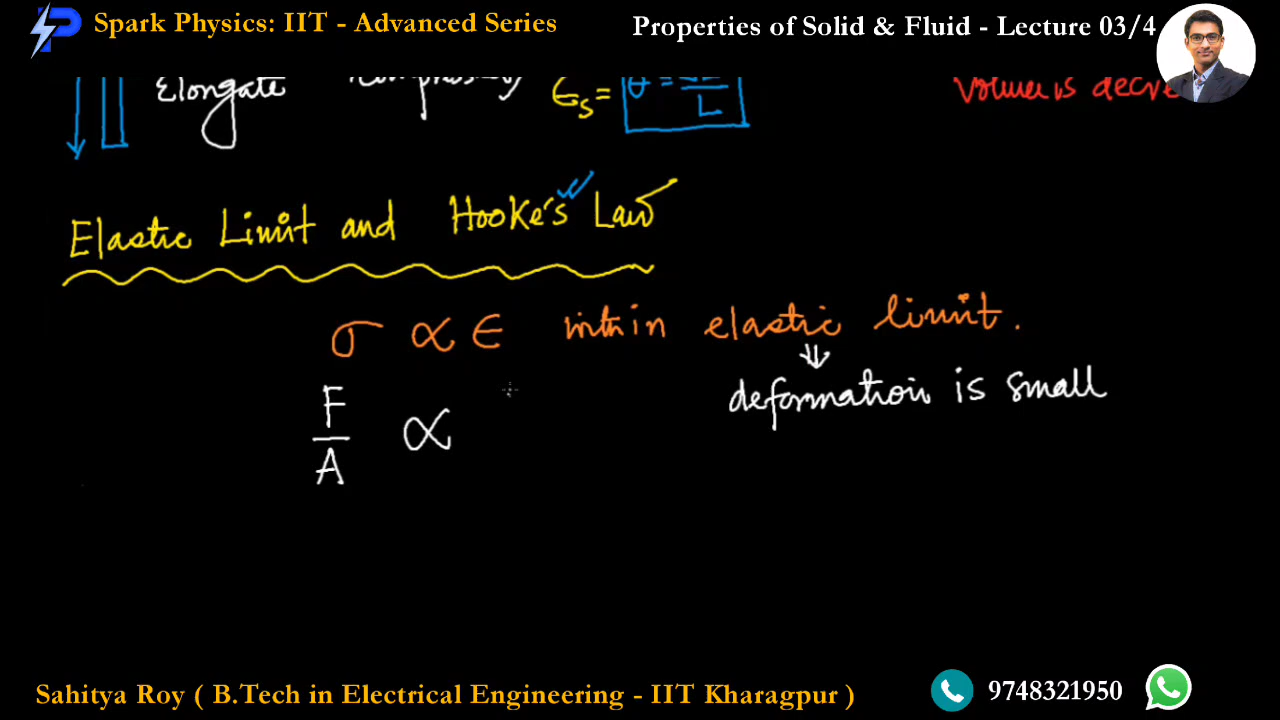 Spark Physics: IIT - Advanced Series
Properties of Solid & Fluid - Lecture 03/4
Elongate
ϵₛ = θ = L
Volume is decre
Elastic Limit and Hooke's Law
σ ∝ ϵ within elastic limit.
⇓
deformation is small
F/A ∝
Sahitya Roy ( B.Tech in Electrical Engineering - IIT Kharagpur )
9748321950